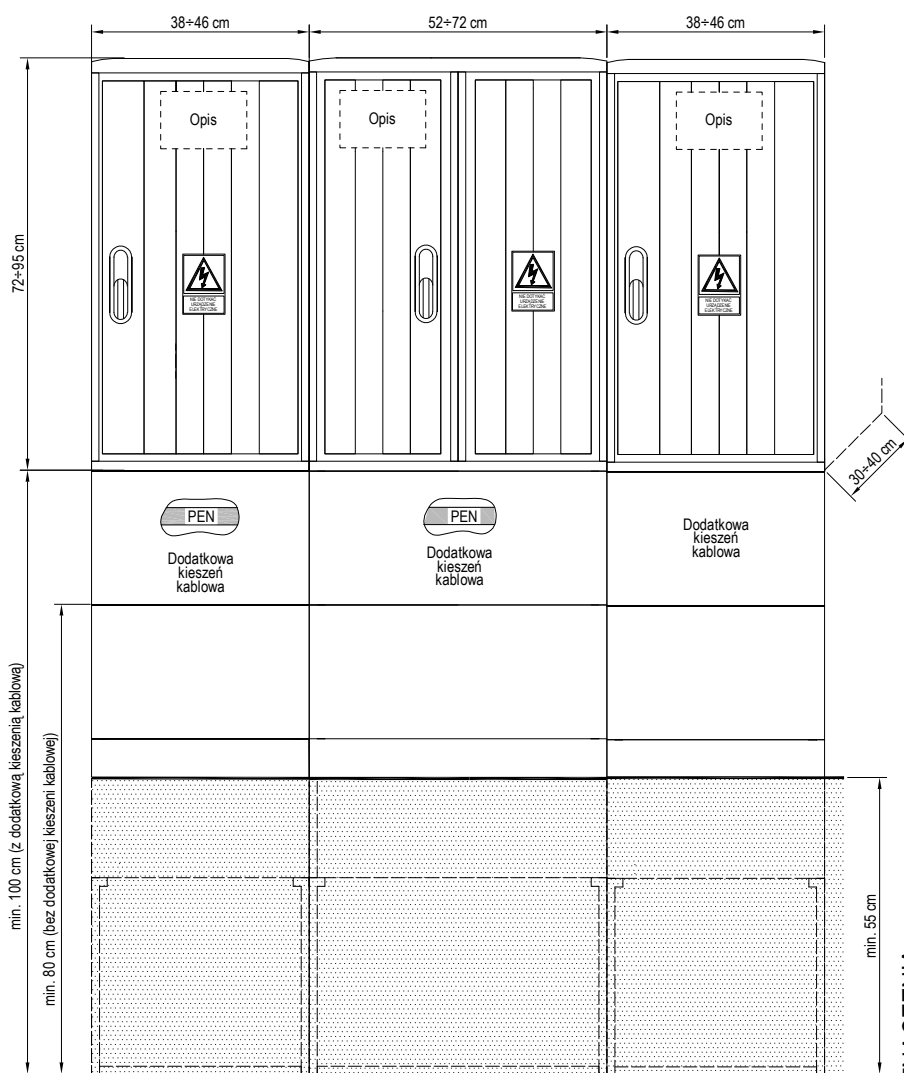 38÷46 cm
52÷72 cm
38÷46 cm
Opis
Opis
Opis
72÷95 cm
NIE DOTYKAĆ
URZĄDZENIE
ELEKTRYCZNE
NIE DOTYKAĆ
URZĄDZENIE
ELEKTRYCZNE
NIE DOTYKAĆ
URZĄDZENIE
ELEKTRYCZNE
30÷40 cm
PEN
Dodatkowa
kieszeń
kablowa
PEN
Dodatkowa
kieszeń
kablowa
Dodatkowa
kieszeń
kablowa
min. 100 cm (z dodatkową kieszenią kablową)
min. 80 cm (bez dodatkowej kieszeni kablowej)
min. 55 cm